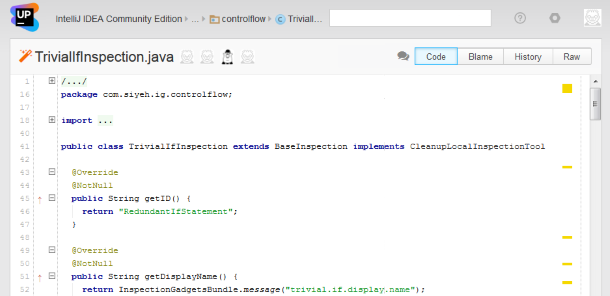 UP
IntelliJ IDEA Community Edition › ... › controlflow › C TrivialI...
TrivialIfInspection.java
Code Blame History Raw
1 /.../
16 package com.siyeh.ig.controlflow;
18 import ...
41 public class TrivialIfInspection extends BaseInspection implements CleanupLocalInspectionTool
43 @Override
44 @NotNull
45 public String getID() {
46 return "RedundantIfStatement";
47 }
48
49 @Override
50 @NotNull
51 public String getDisplayName() {
52 return InspectionGadgetsBundle.message("trivial.if.display.name");